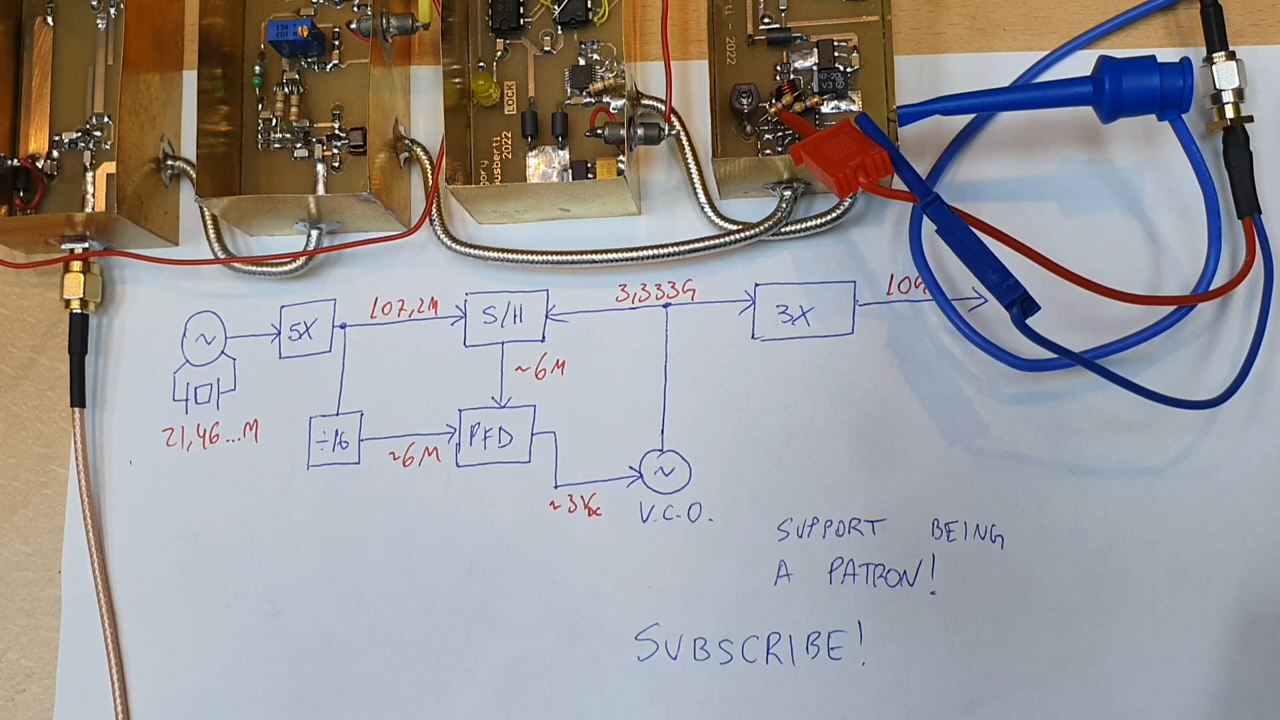 LOCK
2022
2022
5X
107,2M
S/H
3,333G
3X
~6M
21,46...M
÷16
~6M
PFD
~3VDC
V.C.O.
SUPPORT BEING
A PATRON!
SUBSCRIBE!